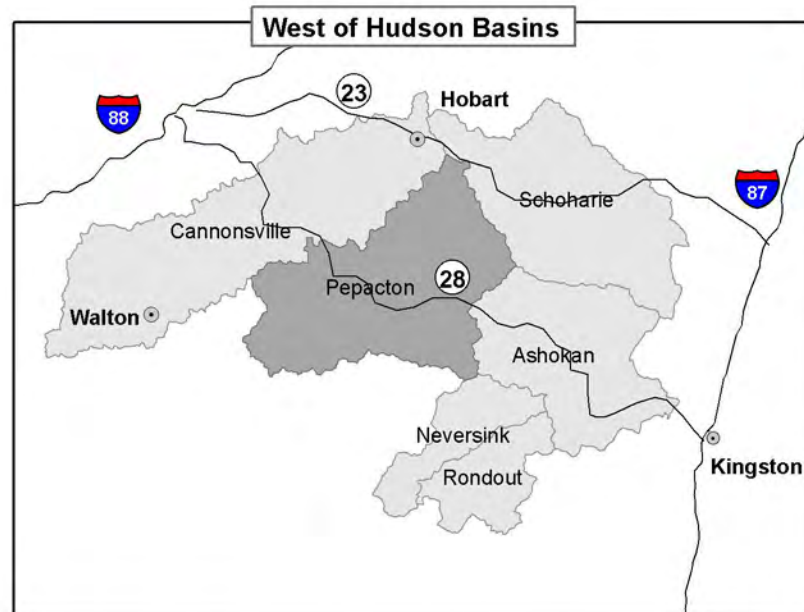 West of Hudson Basins
23
Hobart
88
87
Schoharie
Cannonsville
28
Pepacton
Walton
Ashokan
Neversink
Kingston
Rondout